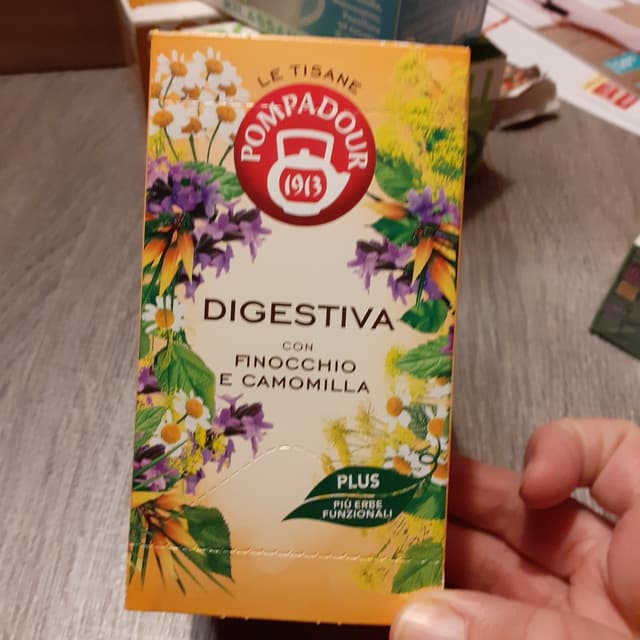 LE TISANE
POMPADOUR
1913
DIGESTIVA
CON
FINOCCHIO
E CAMOMILLA
PLUS
PIÙ ERBE
FUNZIONALI